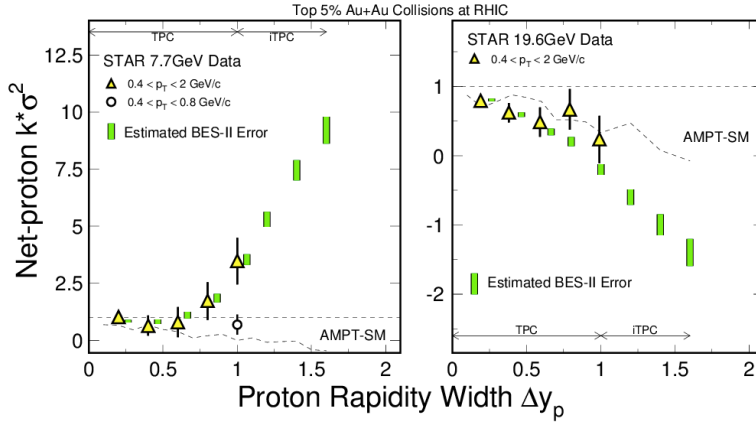 Top 5% Au+Au Collisions at RHIC
TPC
iTPC
STAR 7.7GeV Data
0.4 < p_T < 2 GeV/c
0.4 < p_T < 0.8 GeV/c
Estimated BES-II Error
AMPT-SM
12.5
10
7.5
5
2.5
0
0
0.5
1
1.5
2
Net-proton k*σ²
STAR 19.6GeV Data
0.4 < p_T < 2 GeV/c
AMPT-SM
Estimated BES-II Error
TPC
iTPC
1
0
-1
-2
0
0.5
1
1.5
2
Proton Rapidity Width Δy_p